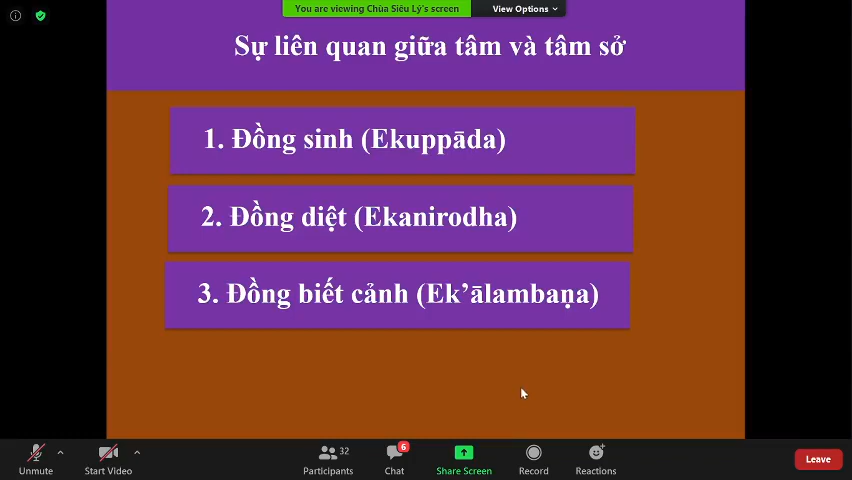 You are viewing Chùa Siêu Lý's screen
View Options
Sự liên quan giữa tâm và tâm sở
1. Đồng sinh (Ekuppāda)
2. Đồng diệt (Ekanirodha)
3. Đồng biết cảnh (Ek’ālambaṇa)
32
6
Unmute
Start Video
Participants
Chat
Share Screen
Record
Reactions
Leave